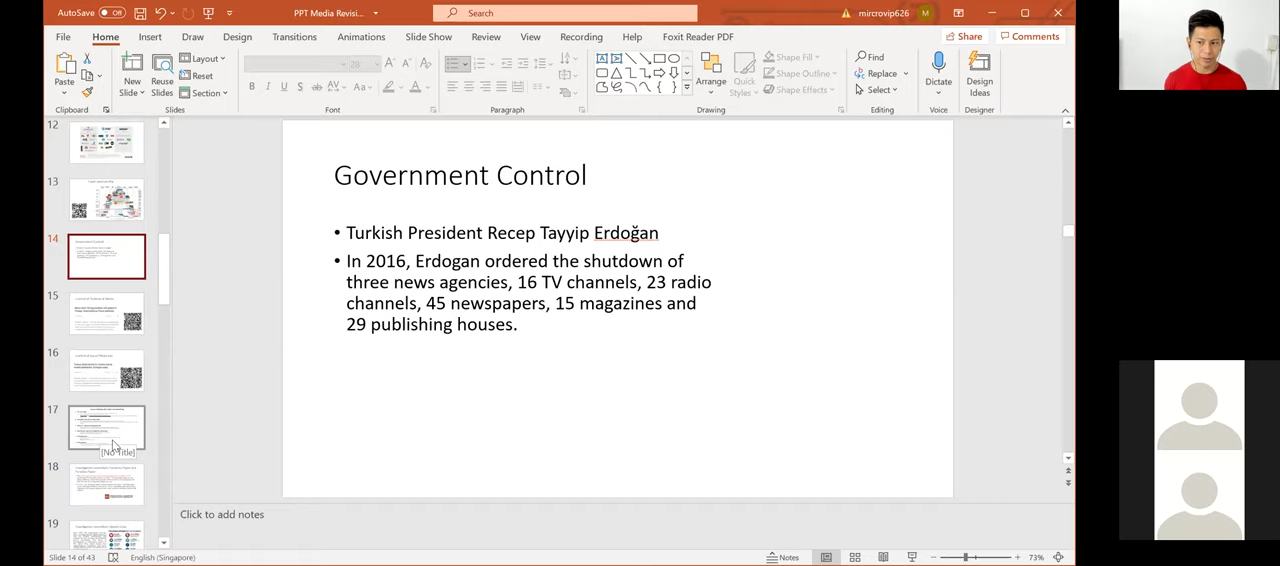 AutoSave Off PPT Media Revisi... Search mircrovip626 M
File Home Insert Draw Design Transitions Animations Slide Show Review View Recording Help Foxit Reader PDF Share Comments
Paste New Slide Reuse Slides Layout Reset Section 28 Arrange Quick Styles Shape Fill Shape Outline Shape Effects Find Replace Select Dictate Design Ideas
Clipboard Slides Font Paragraph Drawing Editing Voice Designer
12
13
14
15
16
17
[No Title]
18
19
Government Control
• Turkish President Recep Tayyip Erdoğan
• In 2016, Erdogan ordered the shutdown of
three news agencies, 16 TV channels, 23 radio
channels, 45 newspapers, 15 magazines and
29 publishing houses.
Click to add notes
Slide 14 of 43 English (Singapore) Notes 73%